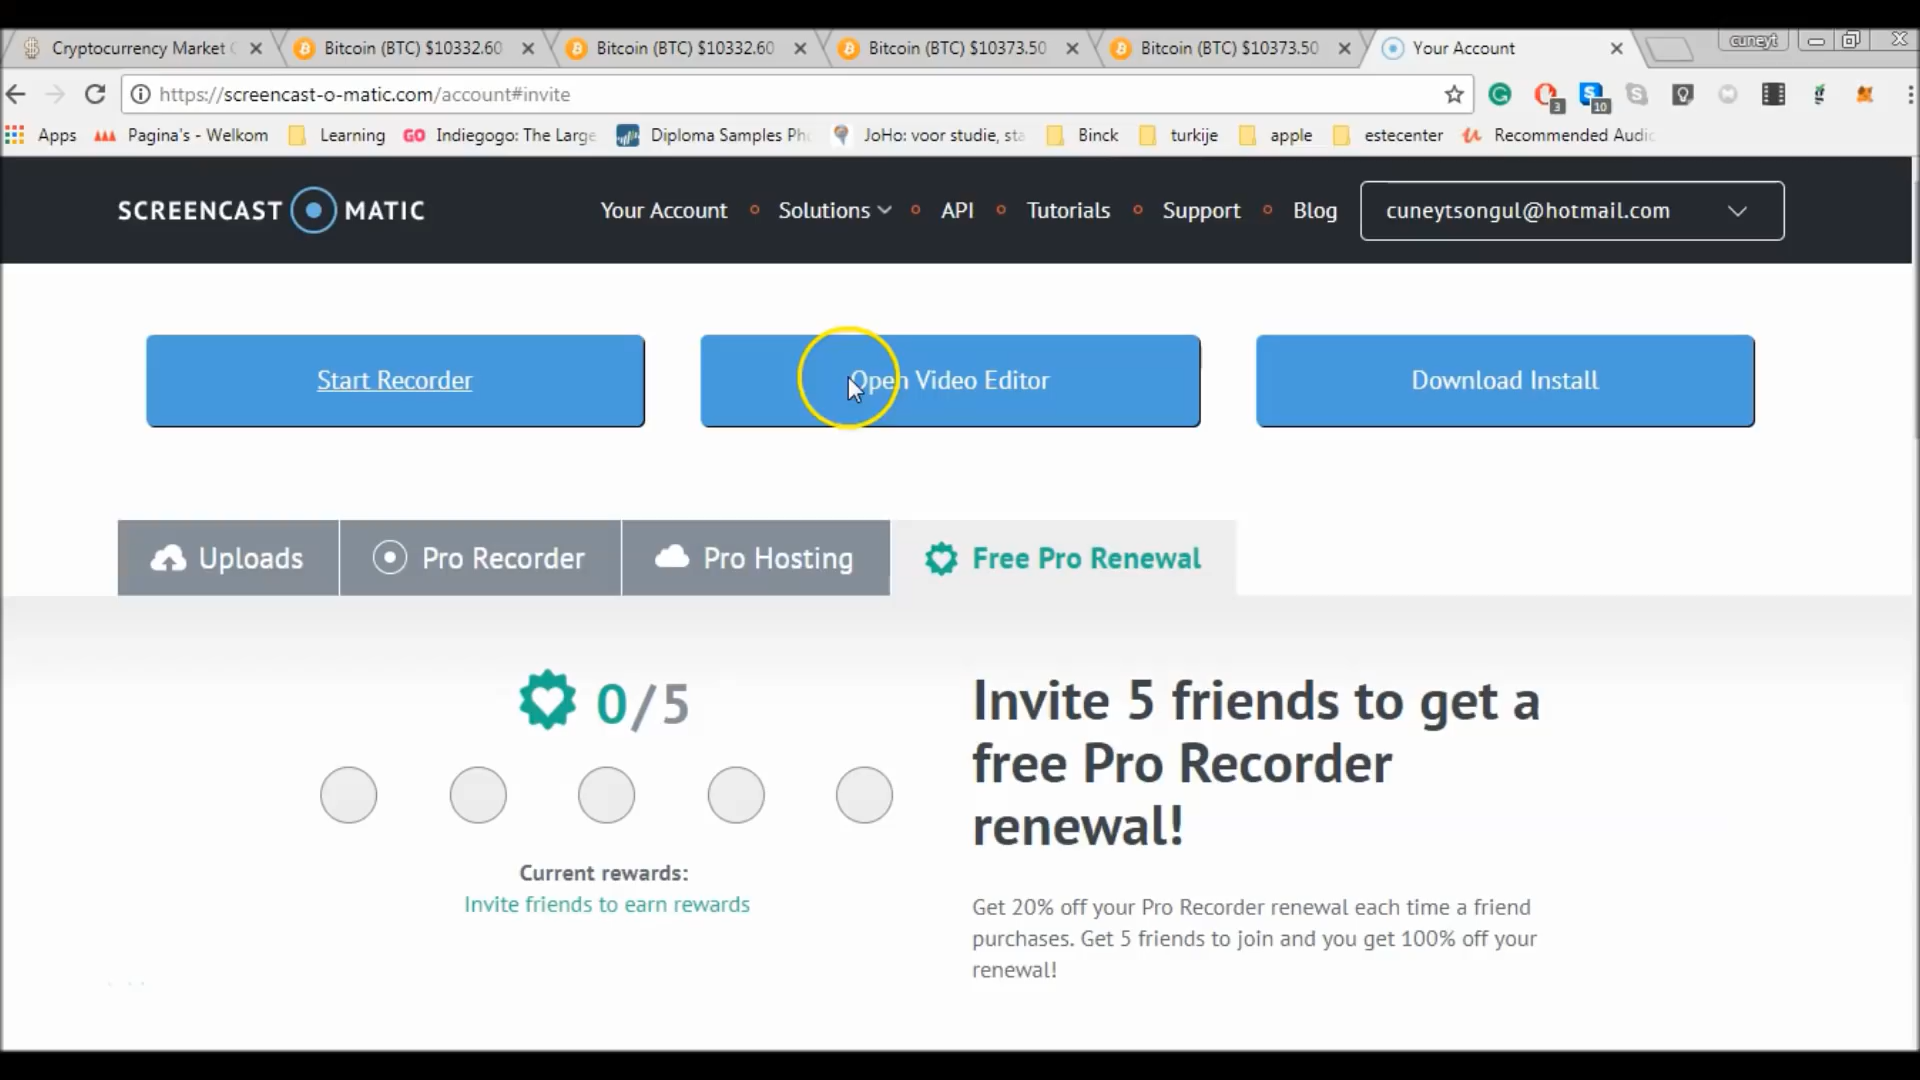 Cryptocurrency Market
Bitcoin (BTC) $10332.60
Bitcoin (BTC) $10332.60
Bitcoin (BTC) $10373.50
Bitcoin (BTC) $10373.50
Your Account
cuneyt
https://screencast-o-matic.com/account#invite
3
10
Apps
Pagina's - Welkom
Learning
GO Indiegogo: The Large
Diploma Samples Ph
JoHo: voor studie, sta
Binck
turkije
apple
estecenter
Recommended Audio
SCREENCAST MATIC
Your Account
Solutions
API
Tutorials
Support
Blog
cuneytsongul@hotmail.com
Start Recorder
Open Video Editor
Download Install
Uploads
Pro Recorder
Pro Hosting
Free Pro Renewal
0/5
Current rewards:
Invite friends to earn rewards
Invite 5 friends to get a
free Pro Recorder
renewal!
Get 20% off your Pro Recorder renewal each time a friend
purchases. Get 5 friends to join and you get 100% off your
renewal!